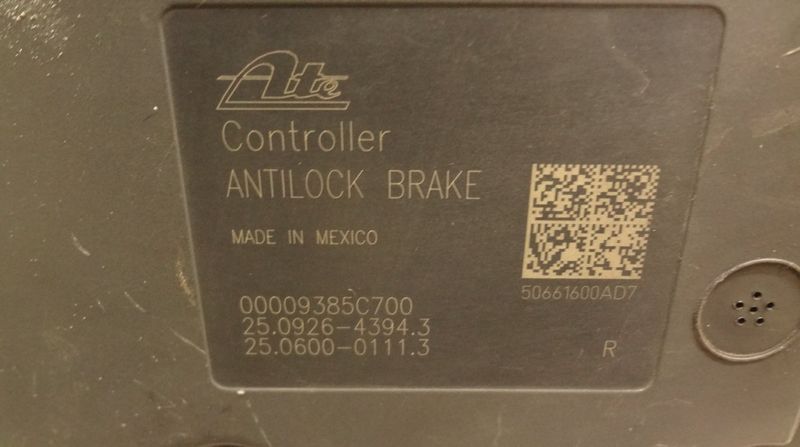 Ate
Controller
ANTILOCK BRAKE
MADE IN MEXICO
50661600AD7
00009385C700
25.0926-4394.3
25.0600-0111.3
R